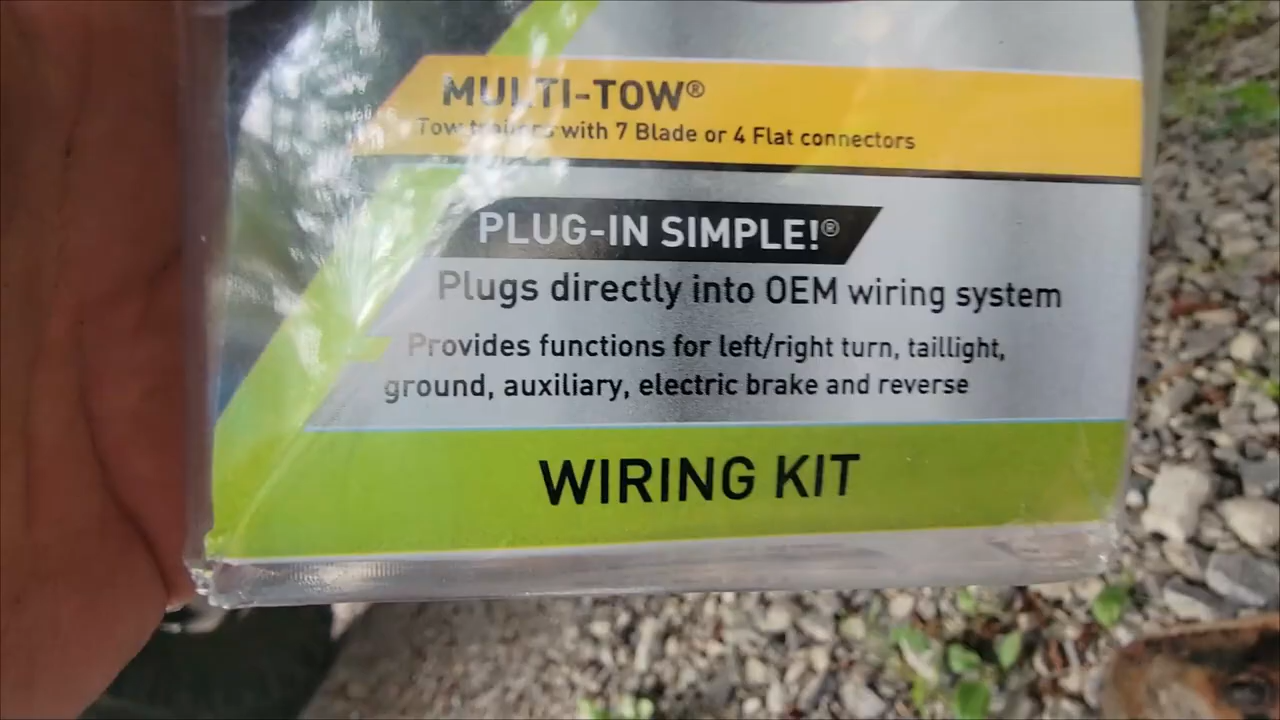 MULTI-TOW®
Tow trailers with 7 Blade or 4 Flat connectors
PLUG-IN SIMPLE!®
Plugs directly into OEM wiring system
Provides functions for left/right turn, taillight,
ground, auxiliary, electric brake and reverse
WIRING KIT